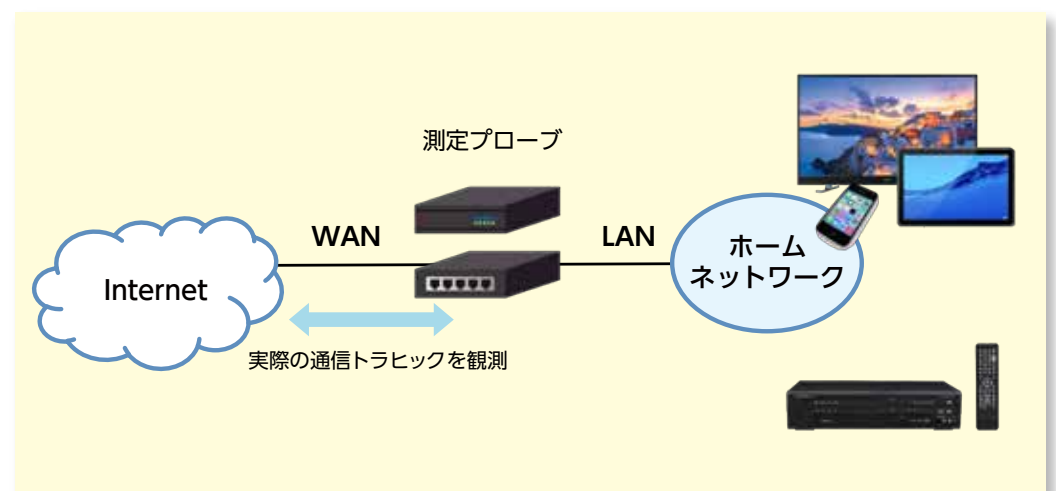 測定プローブ
WAN
LAN
Internet
ホーム
ネットワーク
実際の通信トラヒックを観測